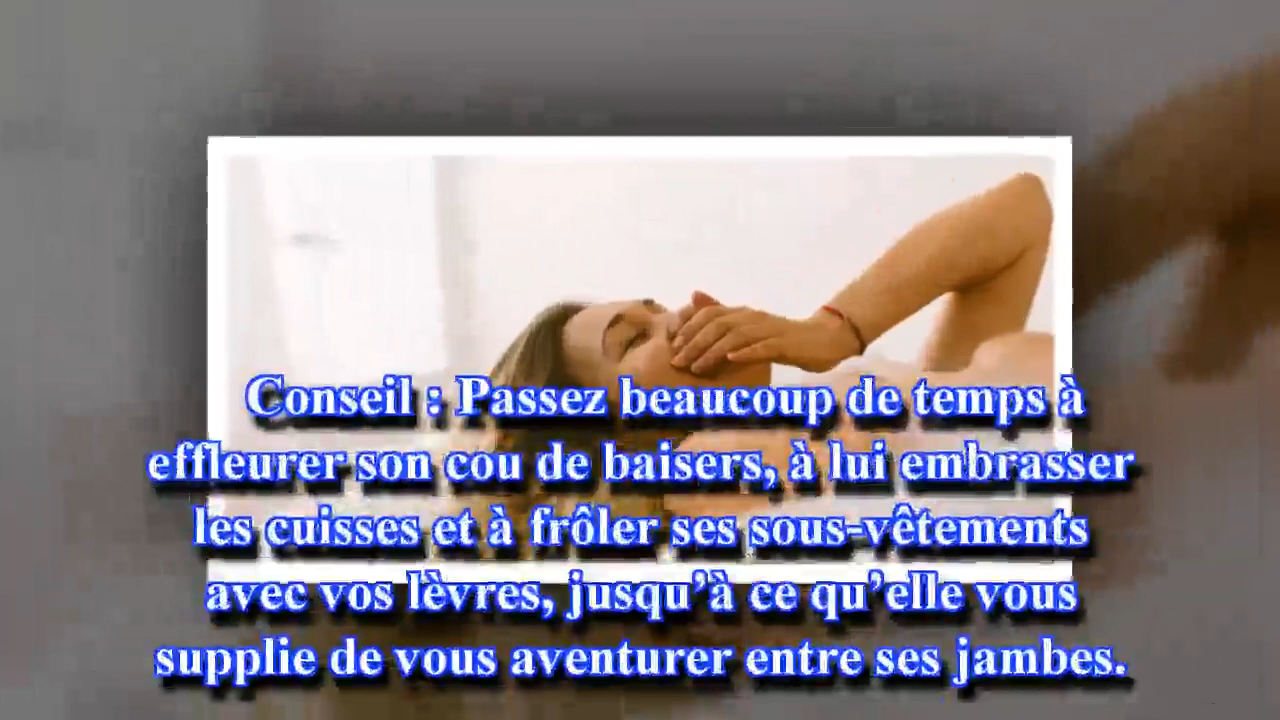 Conseil : Passez beaucoup de temps à
effleurer son cou de baisers, à lui embrasser
les cuisses et à frôler ses sous-vêtements
avec vos lèvres, jusqu’à ce qu’elle vous
supplie de vous aventurer entre ses jambes.